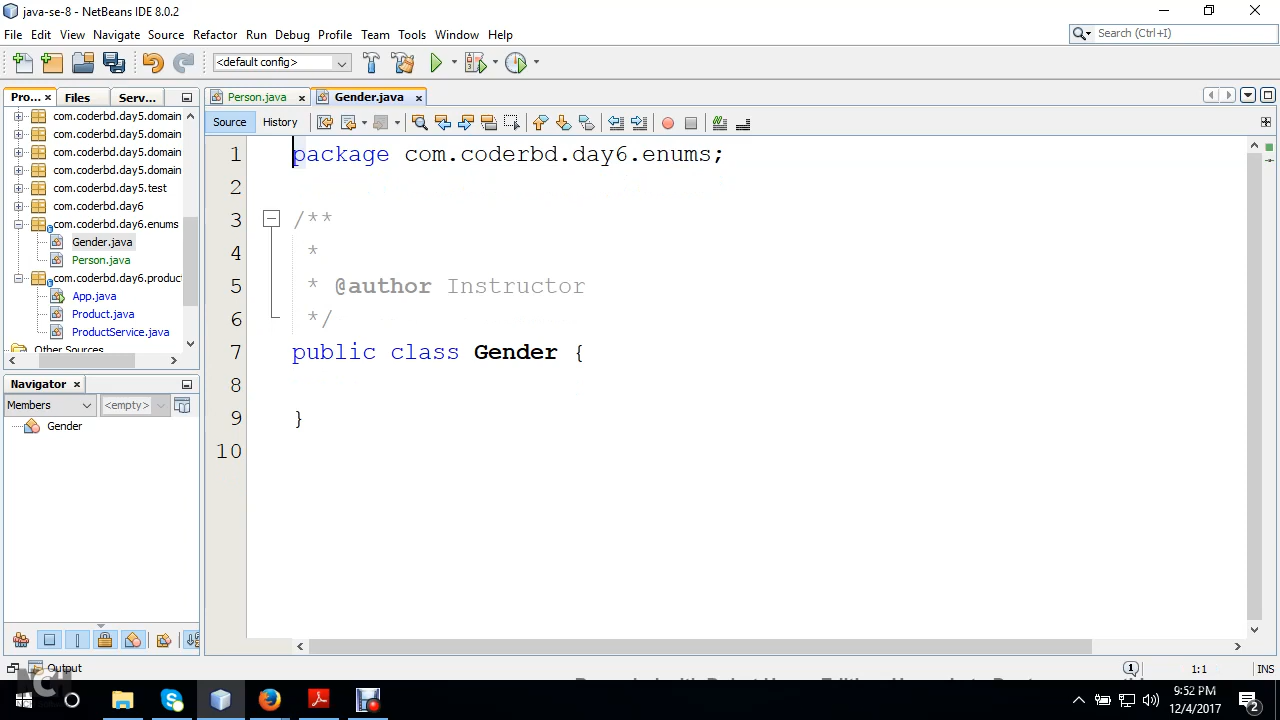 java-se-8 - NetBeans IDE 8.0.2
File Edit View Navigate Source Refactor Run Debug Profile Team Tools Window Help
Search (Ctrl+I)
<default config>
Pro... Files Serv...
Person.java Gender.java
Source History
com.coderbd.day5.domain
com.coderbd.day5.domain
com.coderbd.day5.domain
com.coderbd.day5.domain
com.coderbd.day5.test
com.coderbd.day6
com.coderbd.day6.enums
Gender.java
Person.java
com.coderbd.day6.produc
App.java
Product.java
ProductService.java
Other Sources
Navigator
Members <empty>
Gender
1 package com.coderbd.day6.enums;
2
3 /**
4 *
5 * @author Instructor
6 */
7 public class Gender {
8
9 }
10
Output
1:1 INS
9:52 PM
12/4/2017
2